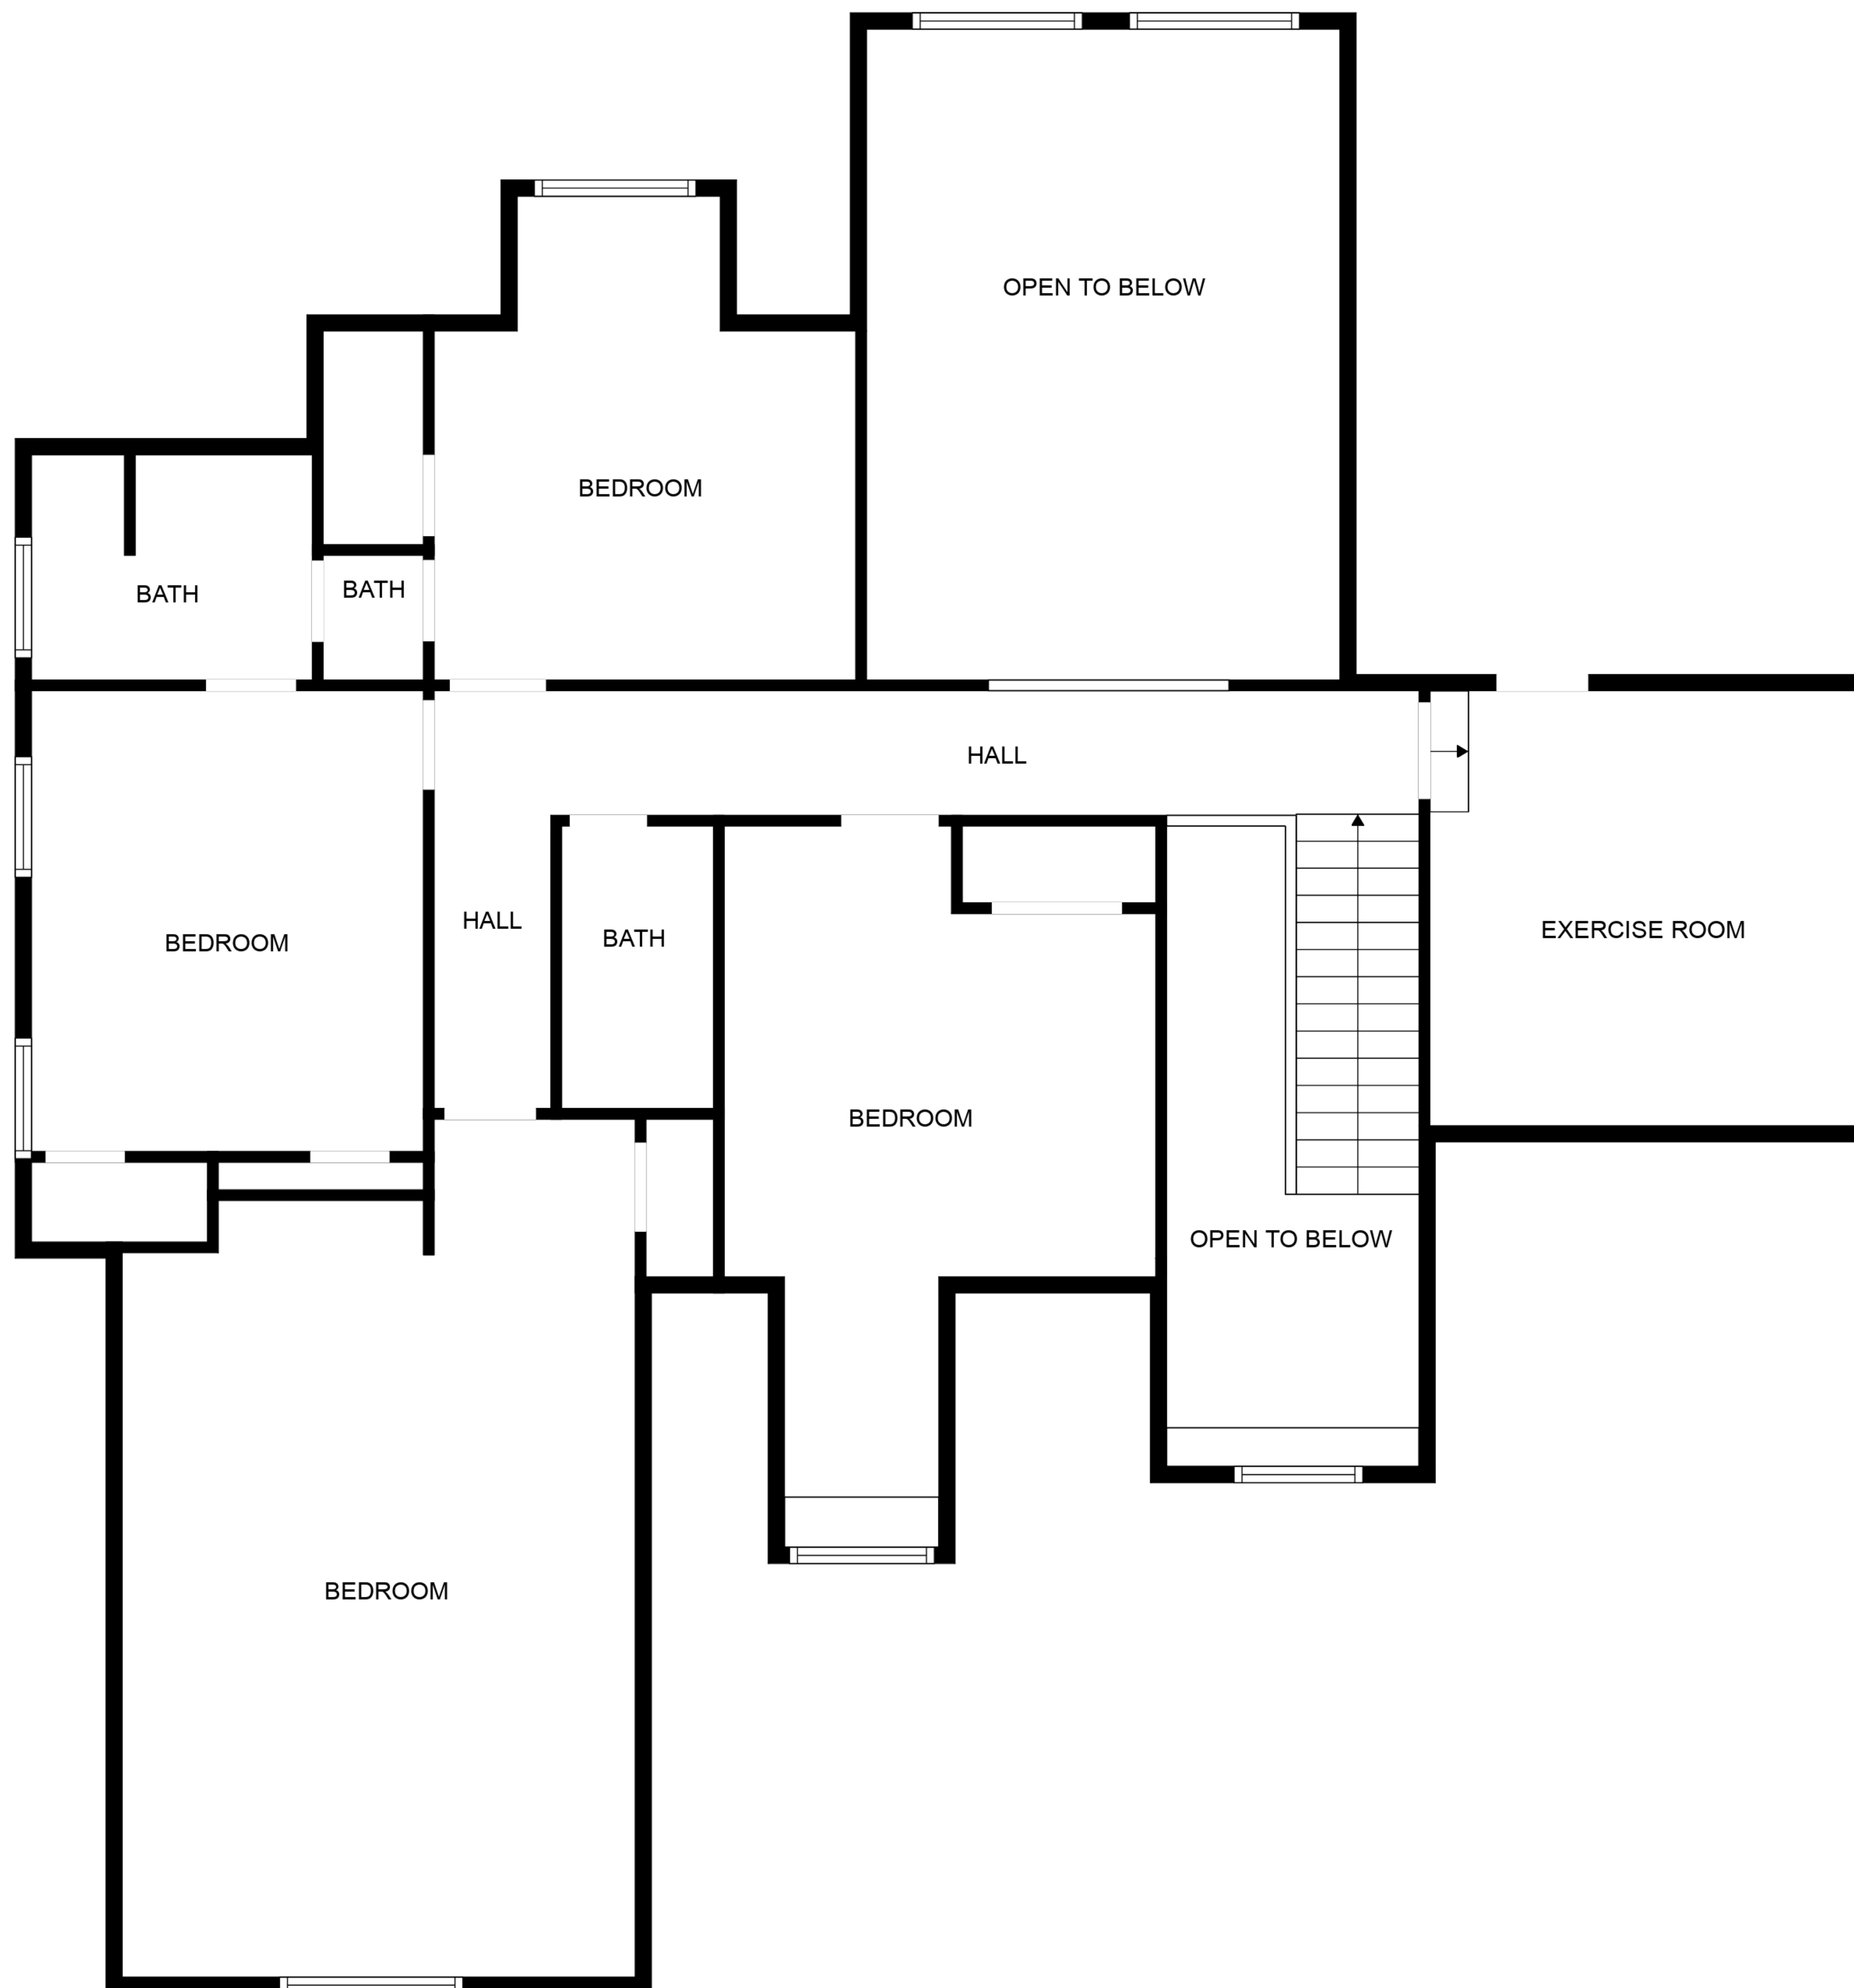 OPEN TO BELOW
BEDROOM
BATH
BATH
HALL
HALL
BATH
BEDROOM
EXERCISE ROOM
BEDROOM
OPEN TO BELOW
BEDROOM